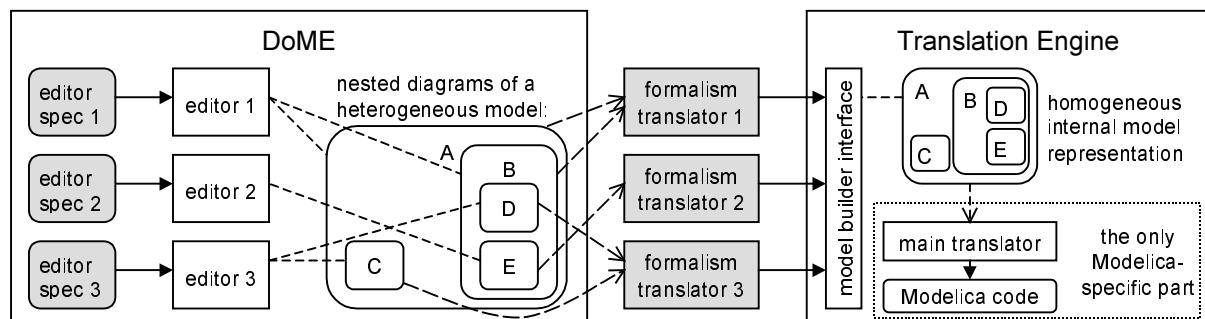 DoME
editor
spec 1
editor 1
editor
spec 2
editor 2
editor
spec 3
editor 3
nested diagrams of a
heterogeneous model:
A
B
D
E
C
formalism
translator 1
formalism
translator 2
formalism
translator 3
Translation Engine
model builder interface
A
B
D
E
C
homogeneous
internal model
representation
main translator
Modelica code
the only
Modelica-
specific part